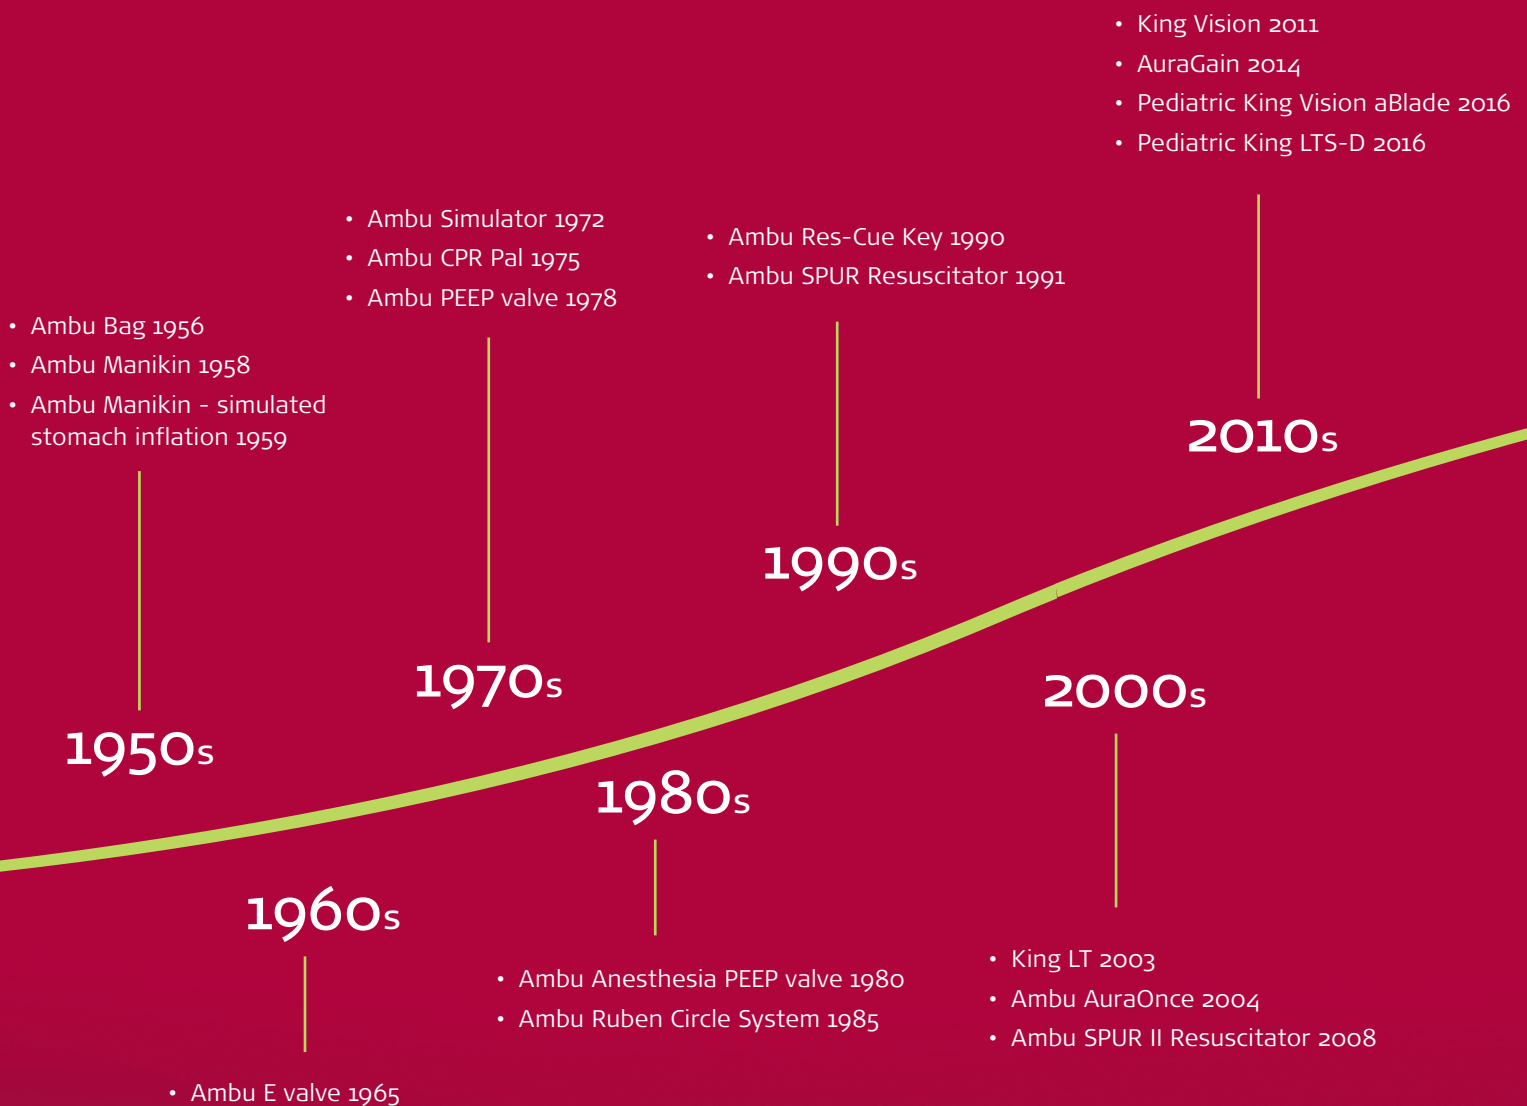 • King Vision 2011
• AuraGain 2014
• Pediatric King Vision aBlade 2016
• Pediatric King LTS-D 2016
• Ambu Simulator 1972
• Ambu CPR Pal 1975
• Ambu PEEP valve 1978
• Ambu Res-Cue Key 1990
• Ambu SPUR Resuscitator 1991
• Ambu Bag 1956
• Ambu Manikin 1958
• Ambu Manikin - simulated
stomach inflation 1959
2010s
1990s
1970s
2000s
1950s
1980s
1960s
• Ambu Anesthesia PEEP valve 1980
• Ambu Ruben Circle System 1985
• King LT 2003
• Ambu AuraOnce 2004
• Ambu SPUR II Resuscitator 2008
• Ambu E valve 1965